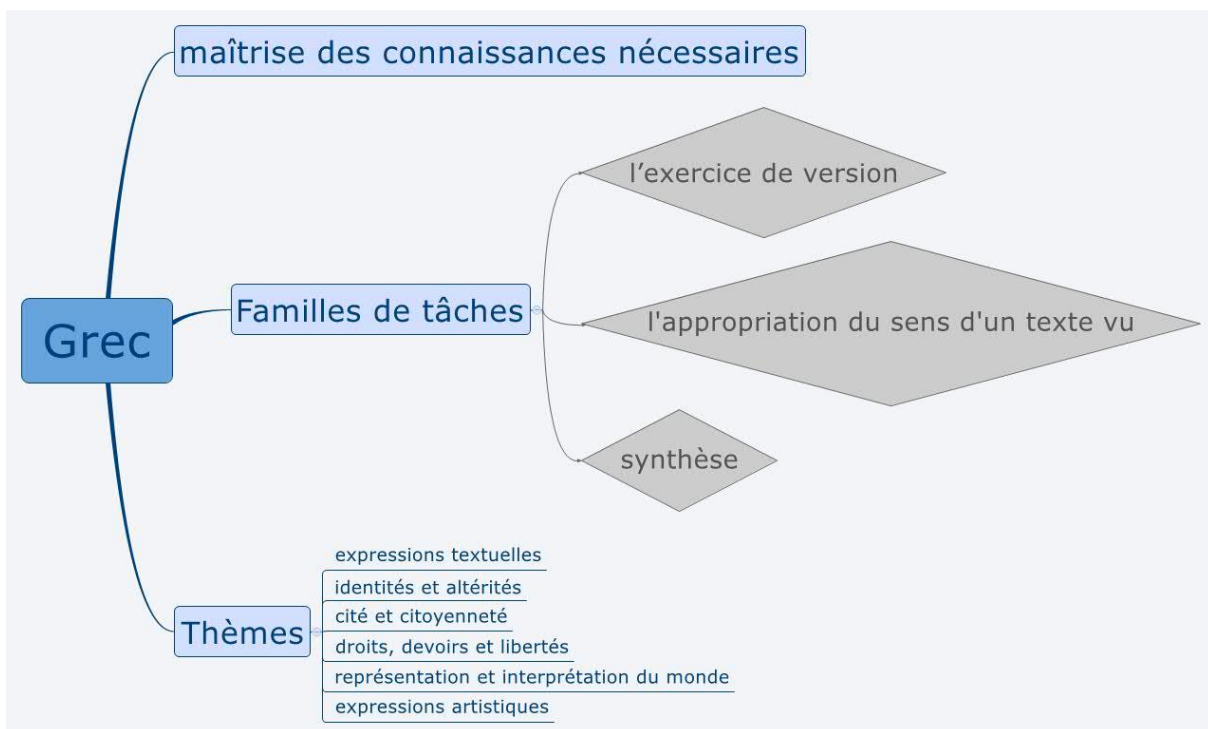 maîtrise des connaissances nécessaires
l’exercice de version
Familles de tâches
l'appropriation du sens d'un texte vu
Grec
synthèse
expressions textuelles
identités et altérités
cité et citoyenneté
Thèmes
droits, devoirs et libertés
représentation et interprétation du monde
expressions artistiques